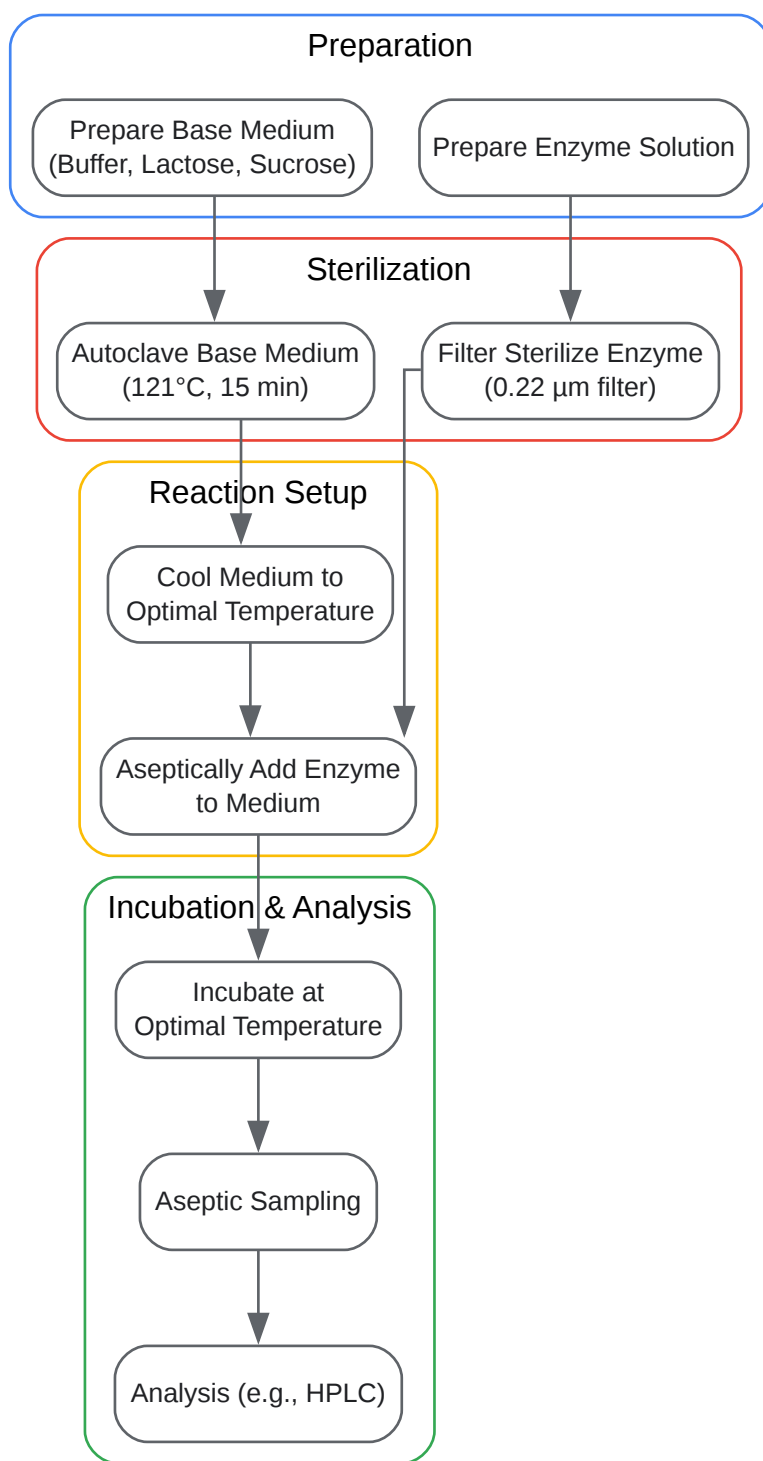 Preparation
Prepare Base Medium
(Buffer, Lactose, Sucrose)
Prepare Enzyme Solution
Sterilization
Autoclave Base Medium
(121°C, 15 min)
Filter Sterilize Enzyme
(0.22 µm filter)
Reaction Setup
Cool Medium to
Optimal Temperature
Aseptically Add Enzyme
to Medium
Incubation & Analysis
Incubate at
Optimal Temperature
Aseptic Sampling
Analysis (e.g., HPLC)